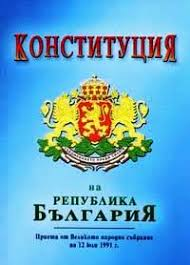 КОНСТИТУЦИЯ
на
РЕПУБЛИКА
БЪЛГАРИЯ
Приета от Великото народно събрание
на 12 юли 1991 г.